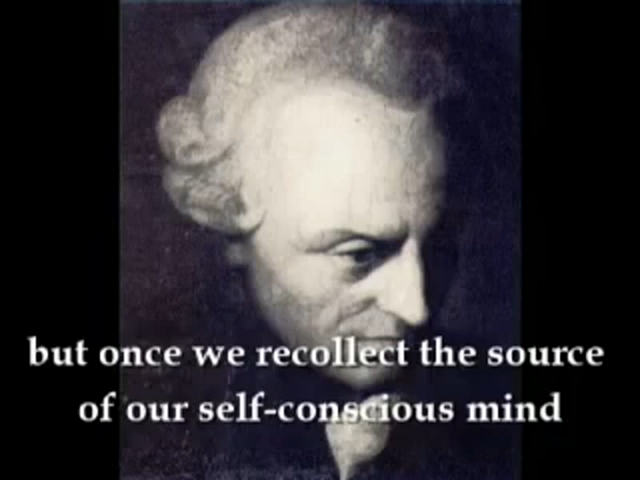 but once we recollect the source
of our self-conscious mind